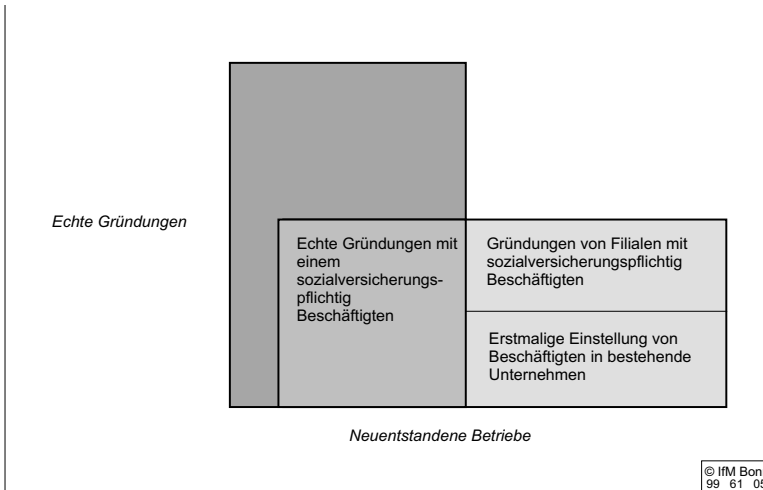 Echte Gründungen
Echte Gründungen mit
einem
sozialversicherungs-
pflichtig
Beschäftigten
Gründungen von Filialen mit
sozialversicherungspflichtig
Beschäftigten
Erstmalige Einstellung von
Beschäftigten in bestehende
Unternehmen
Neuentstandene Betriebe
© IfM Bon
99 61 05